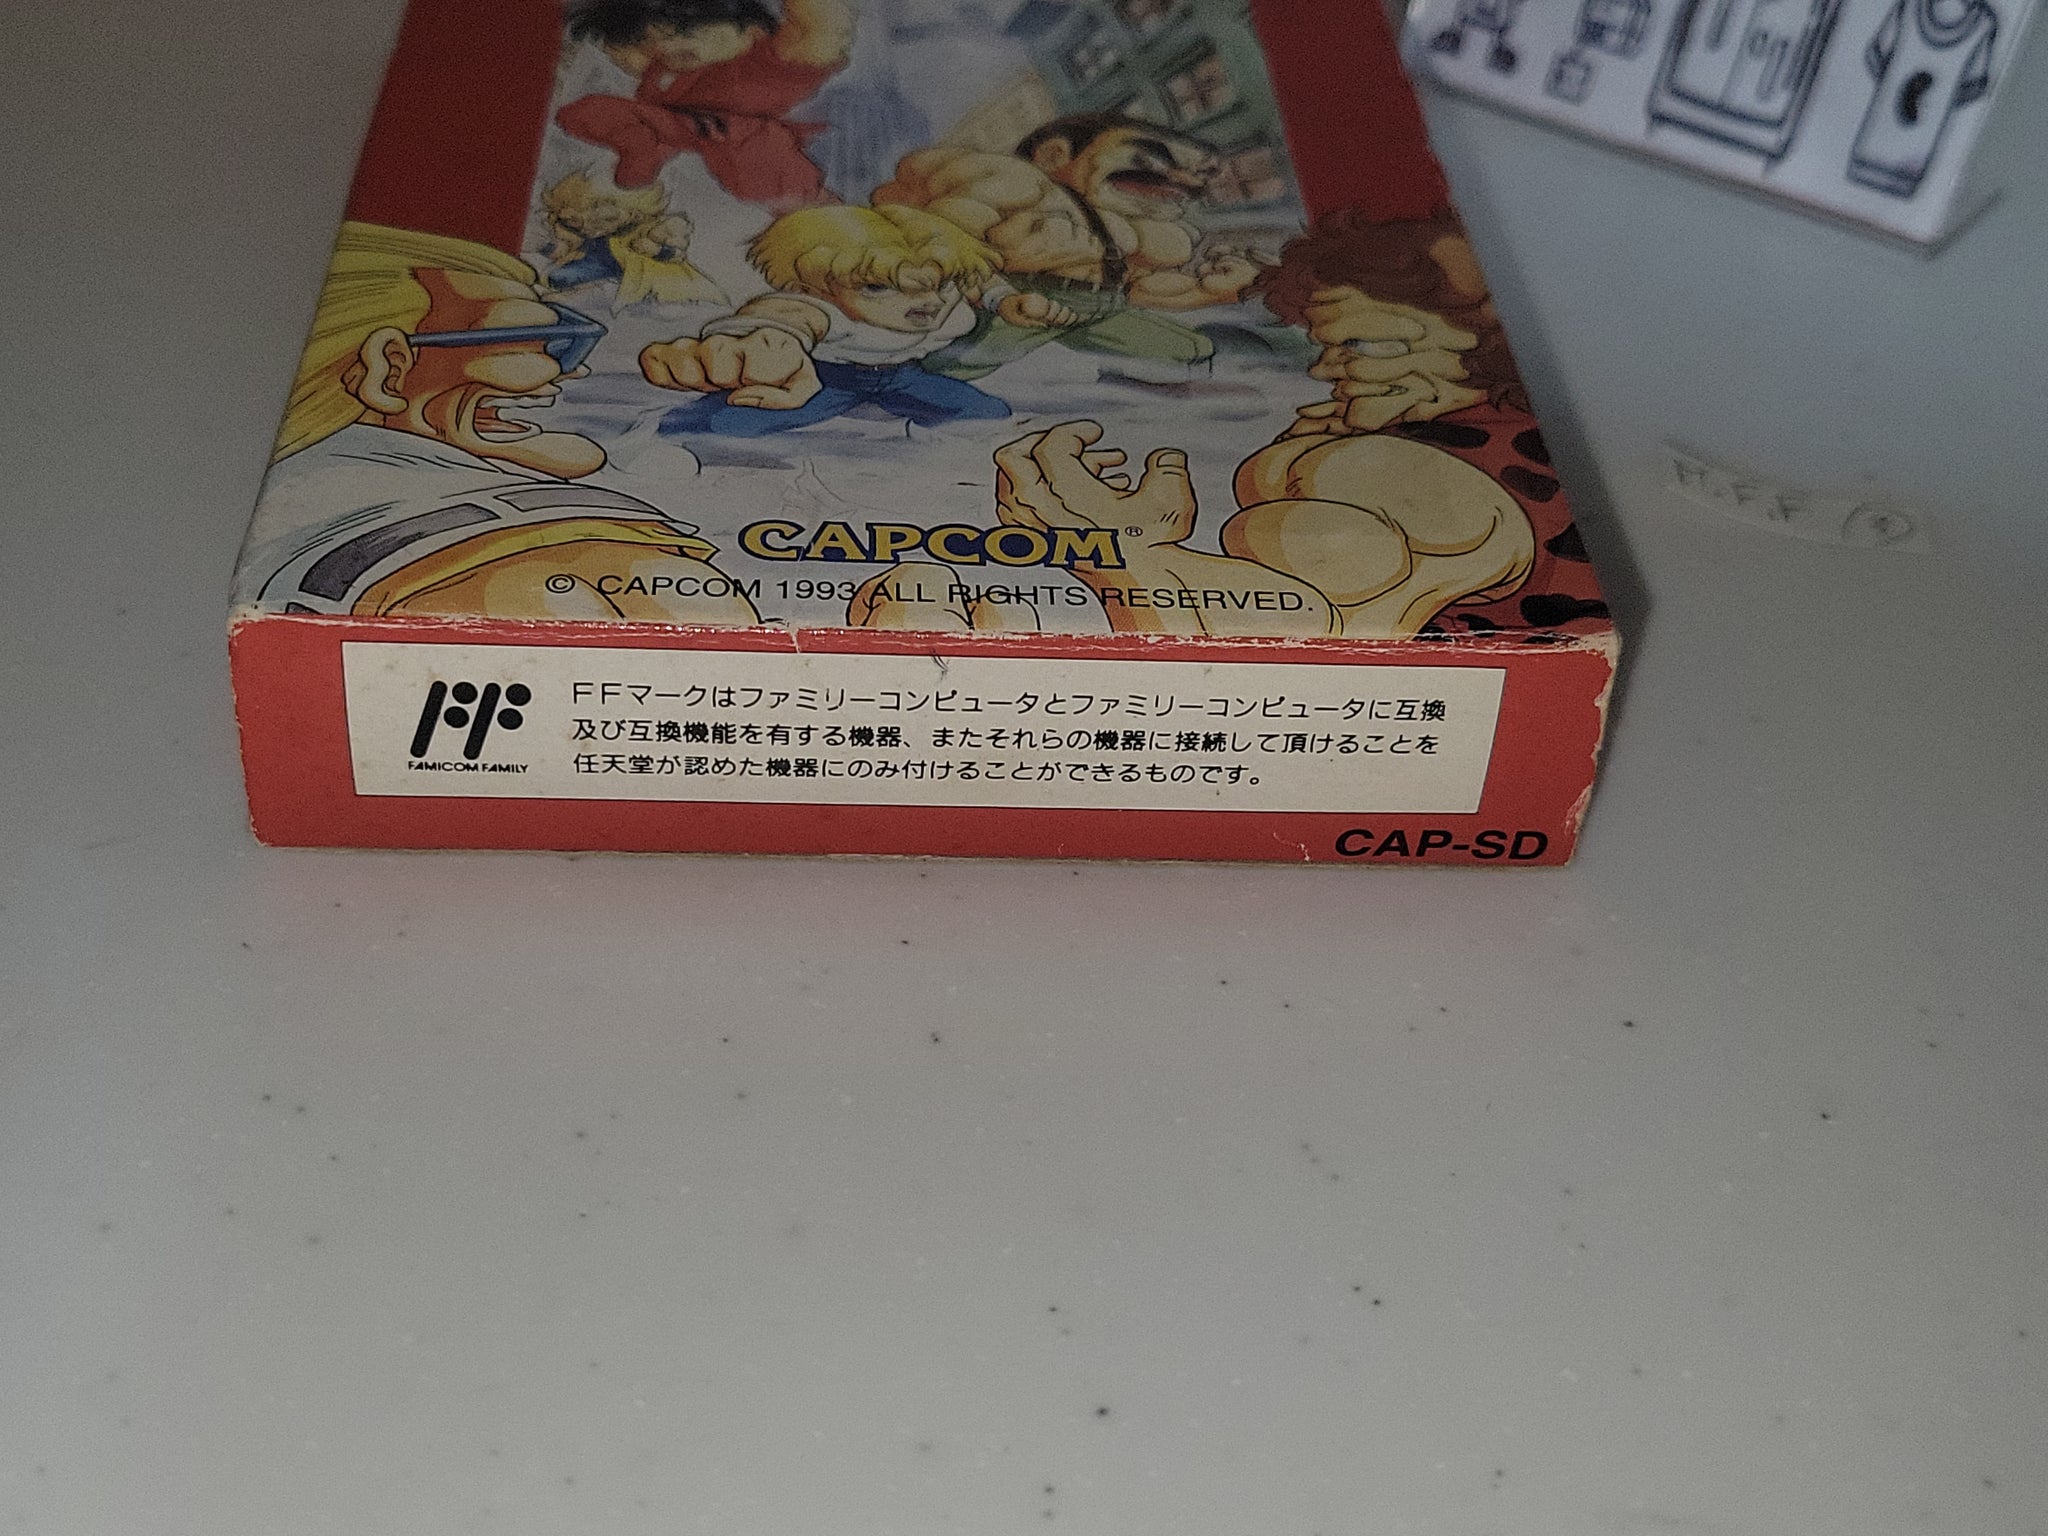 CAPCOM®
© CAPCOM 1993 ALL RIGHTS RESERVED.
FAMICOM FAMILY
FFマークはファミリーコンピュータとファミリーコンピュータに互換
及び互換機能を有する機器、またそれらの機器に接続して頂けることを
任天堂が認めた機器にのみ付けることができるものです。
CAP-SD